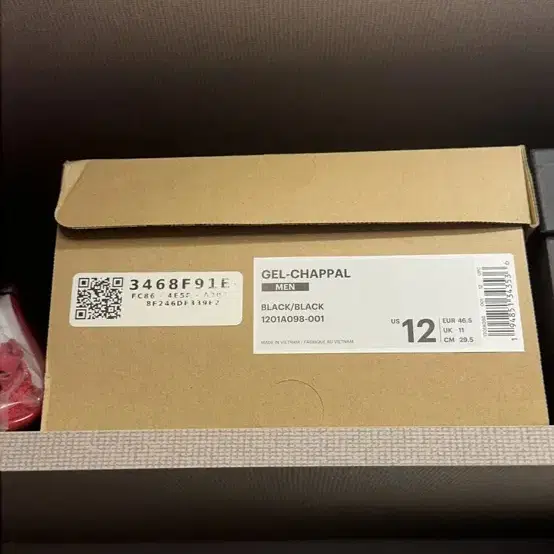 3468F91E
GEL-CHAPPAL
MEN
BLACK/BLACK
1201A098-001
MADE IN VIETNAM / FABRIQUÉ AU VIETNAM
US 12
EUR 46.5
UK 11
CM 29.5